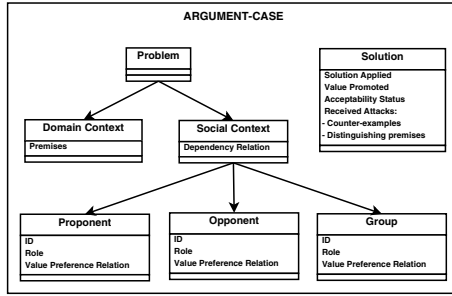 ARGUMENT-CASE
Problem
Solution
Solution Applied
Value Promoted
Acceptability Status
Received Attacks:
- Counter-examples
- Distinguishing premises
Domain Context
Premises
Social Context
Dependency Relation
Proponent
ID
Role
Value Preference Relation
Opponent
ID
Role
Value Preference Relation
Group
ID
Role
Value Preference Relation